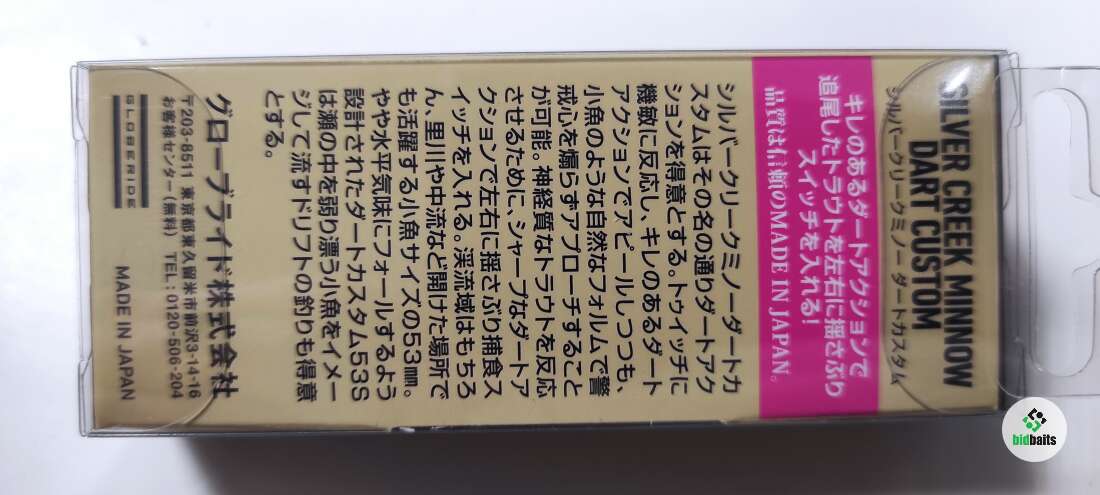 SILVER CREEK MINNOW
DART CUSTOM
シルバークリークミノーダートカスタム
キレのあるダートアクションで
追尾したトラウトを左右に揺さぶり
スイッチを入れる!
品質は信頼のMADE IN JAPAN。
シルバークリークミノーダートカ
スタムはその名の通りダートアク
ションを得意とする。トゥイッチに
機敏に反応し、キレのあるダート
アクションでアピールしつつも、
小魚のような自然なフォルムで警
戒心を煽らずアプローチすること
が可能。神経質なトラウトを反応
させるために、シャープなダートア
クションで左右に揺さぶり捕食ス
イッチを入れる。渓流域はもちろ
ん、里川や中流など開けた場所で
も活躍する小魚サイズの53mm。
やや水平気味にフォールするよう
設計されたダートカスタム53S
は瀬の中を弱り漂う小魚をイメー
ジして流すドリフトの釣りも得意
とする。
グローブライド株式会社
〒203-8511 東京都東久留米市前沢3-14-16
お客様センター(無料) TEL:0120-506-204
GLOBERIDE
MADE IN JAPAN
bidbaits